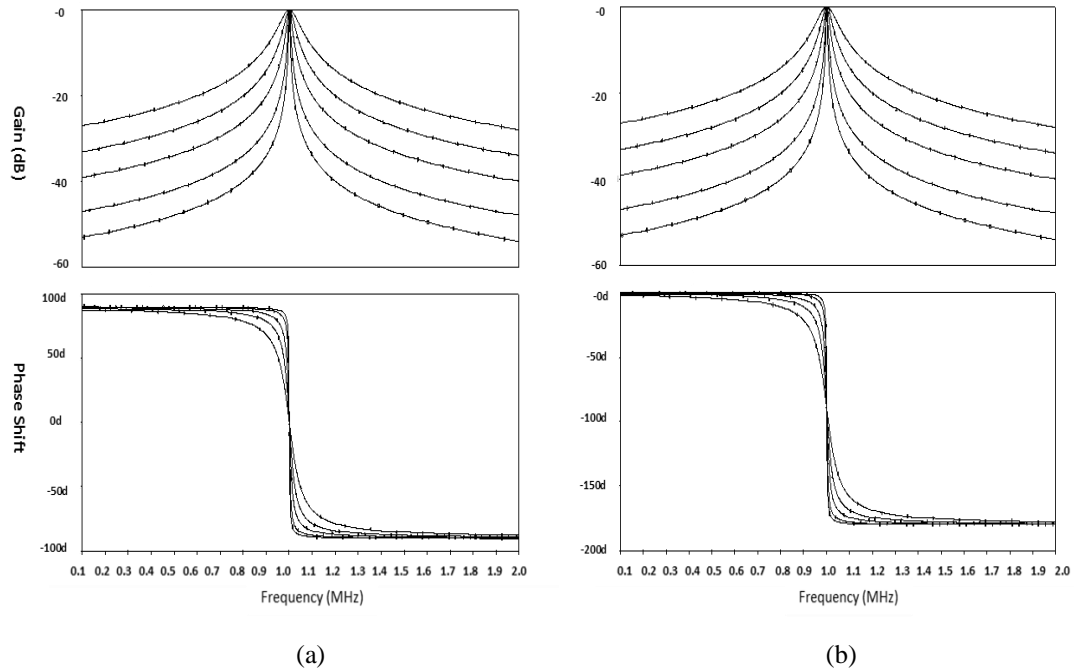 -0
-20
-40
-60
Gain (dB)
100d
50d
0d
-50d
-100d
Phase Shift
0.1 0.2 0.3 0.4 0.5 0.6 0.7 0.8 0.9 1.0 1.1 1.2 1.3 1.4 1.5 1.6 1.7 1.8 1.9 2.0
Frequency (MHz)
(a)
-0
-20
-40
-60
-0d
-50d
-100d
-150d
-200d
0.1 0.2 0.3 0.4 0.5 0.6 0.7 0.8 0.9 1.0 1.1 1.2 1.3 1.4 1.5 1.6 1.7 1.8 1.9 2.0
Frequency (MHz)
(b)